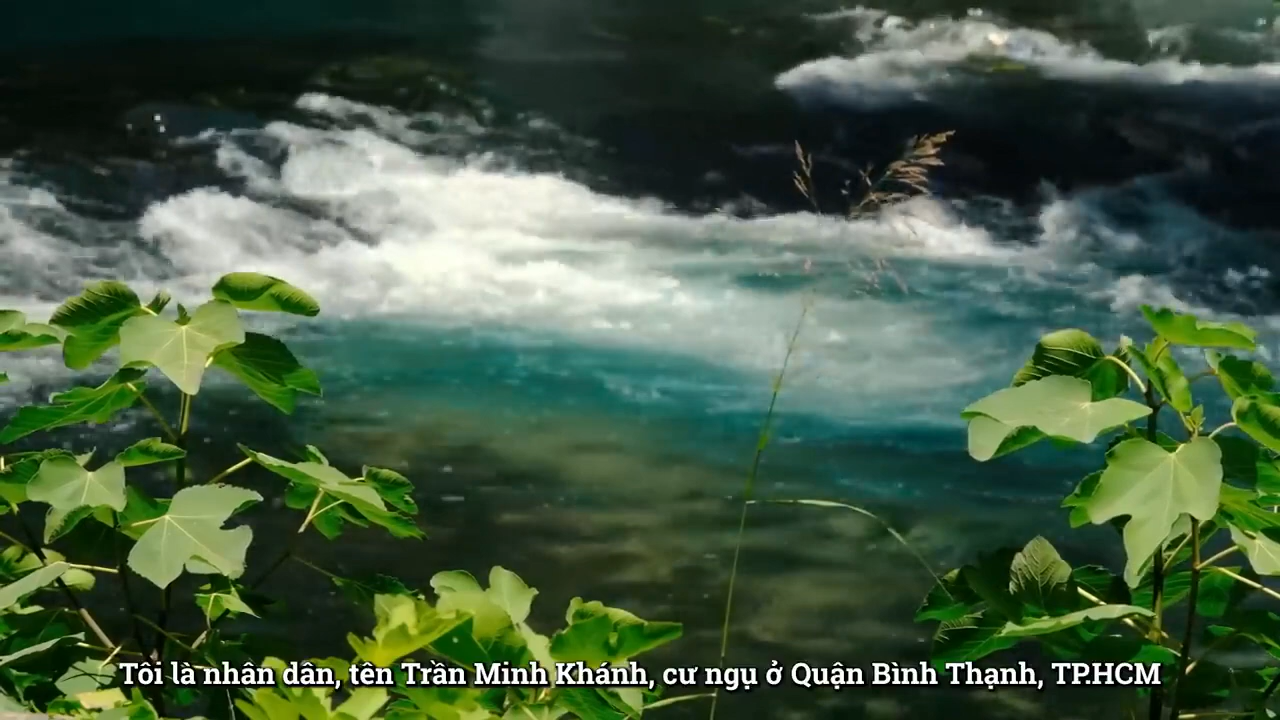 Tôi là nhân dân, tên Trần Minh Khánh, cư ngụ ở Quận Bình Thạnh, TP.HCM